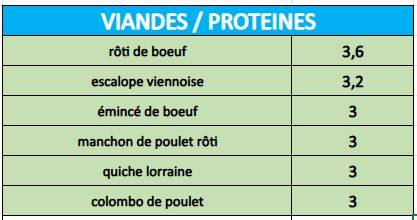 VIANDES / PROTEINES
rôti de boeuf 3,6
escalope viennoise 3,2
émincé de boeuf 3
manchon de poulet rôti 3
quiche lorraine 3
colombo de poulet 3